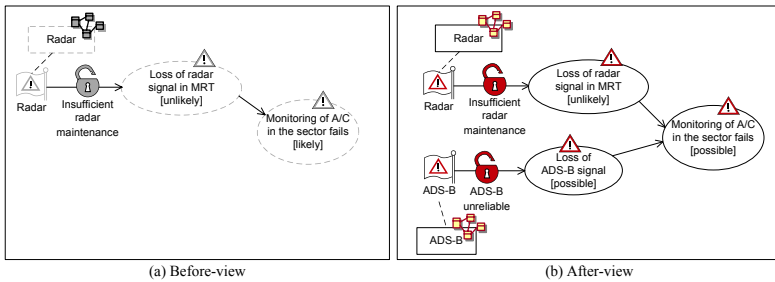 Radar
Radar
Insufficient
radar
maintenance
Loss of radar
signal in MRT
[unlikely]
Monitoring of A/C
in the sector fails
[likely]
(a) Before-view
Radar
Radar
Insufficient
radar
maintenance
Loss of radar
signal in MRT
[unlikely]
Monitoring of A/C
in the sector fails
[possible]
ADS-B
ADS-B
unreliable
Loss of
ADS-B signal
[possible]
ADS-B
(b) After-view